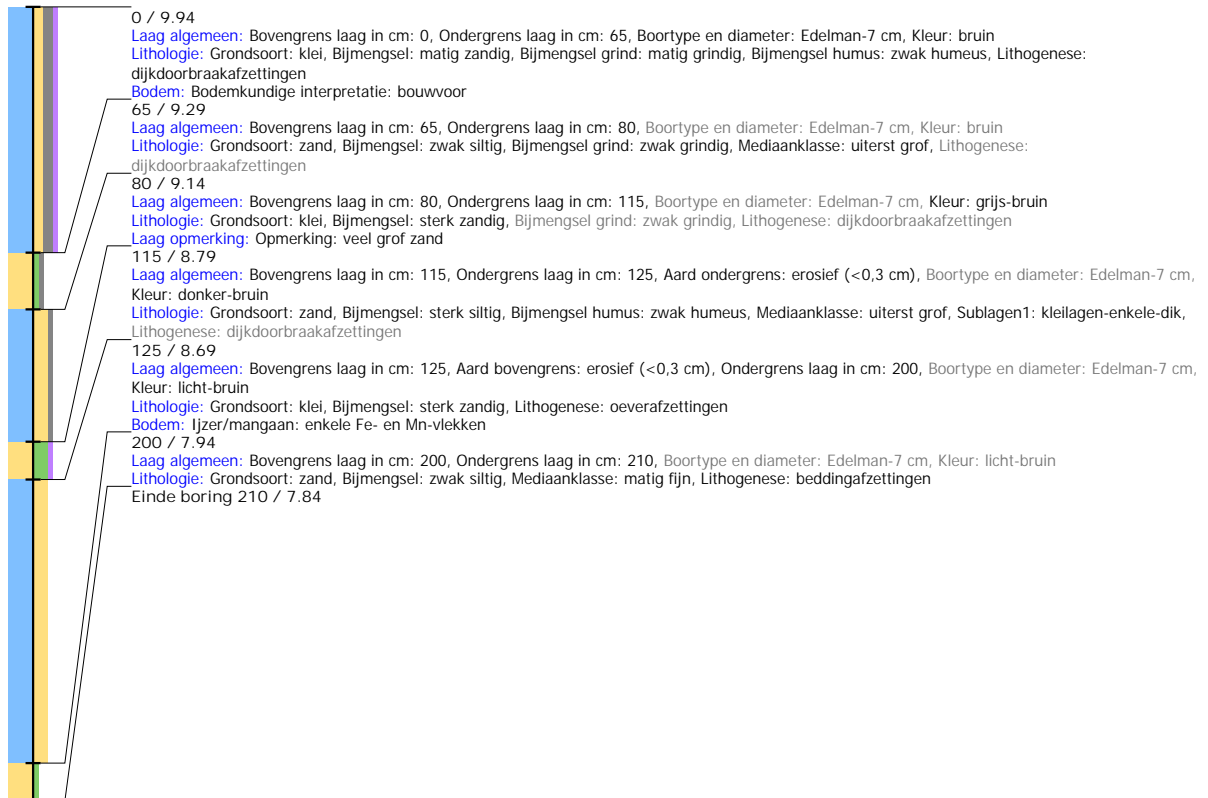 0 / 9.94
Laag algemeen: Bovengrens laag in cm: 0, Ondergrens laag in cm: 65, Boortype en diameter: Edelman-7 cm, Kleur: bruin
Lithologie: Grondsoort: klei, Bijmengsel: matig zandig, Bijmengsel grind: matig grindig, Bijmengsel humus: zwak humeus, Lithogenese:
dijkdoorbraakafzettingen
Bodem: Bodemkundige interpretatie: bouwvoor
65 / 9.29
Laag algemeen: Bovengrens laag in cm: 65, Ondergrens laag in cm: 80, Boortype en diameter: Edelman-7 cm, Kleur: bruin
Lithologie: Grondsoort: zand, Bijmengsel: zwak siltig, Bijmengsel grind: zwak grindig, Mediaanklasse: uiterst grof, Lithogenese:
dijkdoorbraakafzettingen
80 / 9.14
Laag algemeen: Bovengrens laag in cm: 80, Ondergrens laag in cm: 115, Boortype en diameter: Edelman-7 cm, Kleur: grijs-bruin
Lithologie: Grondsoort: klei, Bijmengsel: sterk zandig, Bijmengsel grind: zwak grindig, Lithogenese: dijkdoorbraakafzettingen
Laag opmerking: Opmerking: veel grof zand
115 / 8.79
Laag algemeen: Bovengrens laag in cm: 115, Ondergrens laag in cm: 125, Aard ondergrens: erosief (<0,3 cm), Boortype en diameter: Edelman-7 cm,
Kleur: donker-bruin
Lithologie: Grondsoort: zand, Bijmengsel: sterk siltig, Bijmengsel humus: zwak humeus, Mediaanklasse: uiterst grof, Sublagen1: kleilagen-enkele-dik,
Lithogenese: dijkdoorbraakafzettingen
125 / 8.69
Laag algemeen: Bovengrens laag in cm: 125, Aard bovengrens: erosief (<0,3 cm), Ondergrens laag in cm: 200, Boortype en diameter: Edelman-7 cm,
Kleur: licht-bruin
Lithologie: Grondsoort: klei, Bijmengsel: sterk zandig, Lithogenese: oeverafzettingen
Bodem: Ijzer/mangaan: enkele Fe- en Mn-vlekken
200 / 7.94
Laag algemeen: Bovengrens laag in cm: 200, Ondergrens laag in cm: 210, Boortype en diameter: Edelman-7 cm, Kleur: licht-bruin
Lithologie: Grondsoort: zand, Bijmengsel: zwak siltig, Mediaanklasse: matig fijn, Lithogenese: beddingafzettingen
Einde boring 210 / 7.84